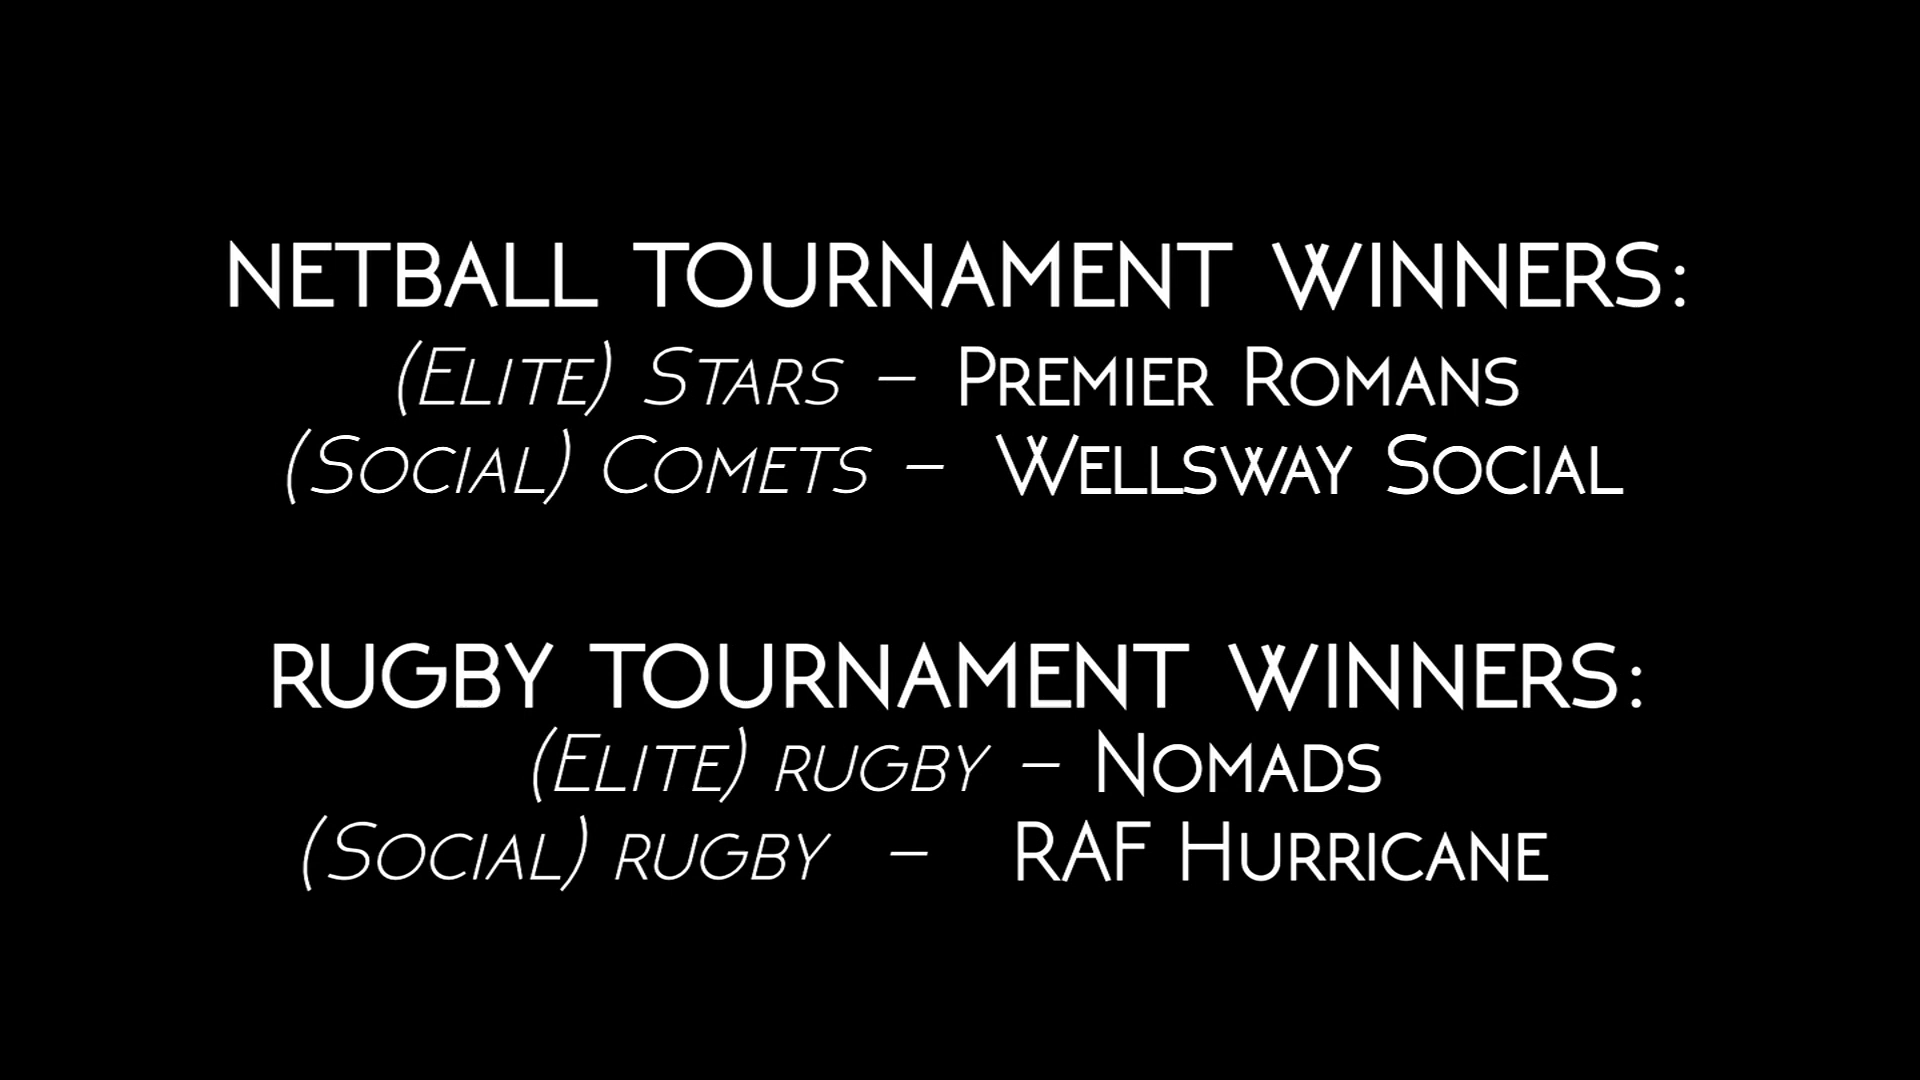 NETBALL TOURNAMENT WINNERS:
(Elite) Stars – Premier Romans
(Social) Comets – Wellsway Social
RUGBY TOURNAMENT WINNERS:
(Elite) rugby – Nomads
(Social) rugby – RAF Hurricane